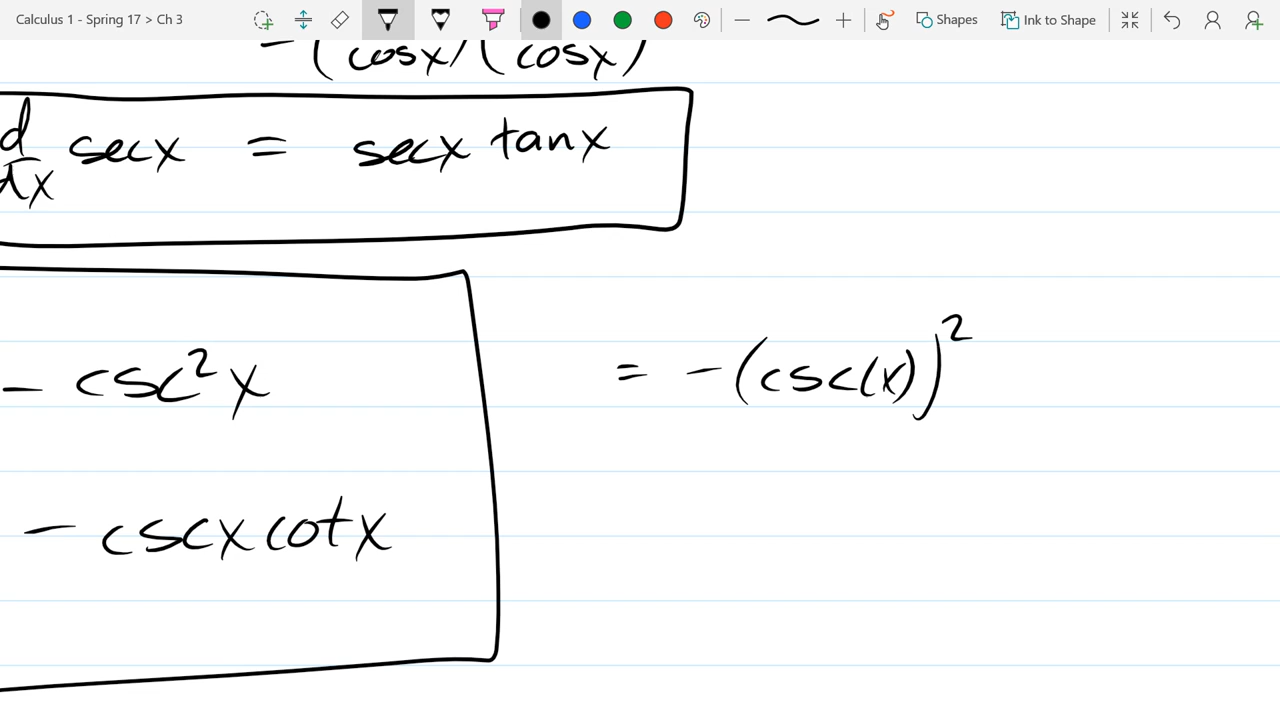 Calculus 1 - Spring 17 > Ch 3 Shapes Ink to Shape
-(cosx)(cosx)
d/dx secx = secx tanx
- csc²x = -(csc(x))²
- cscx cotx